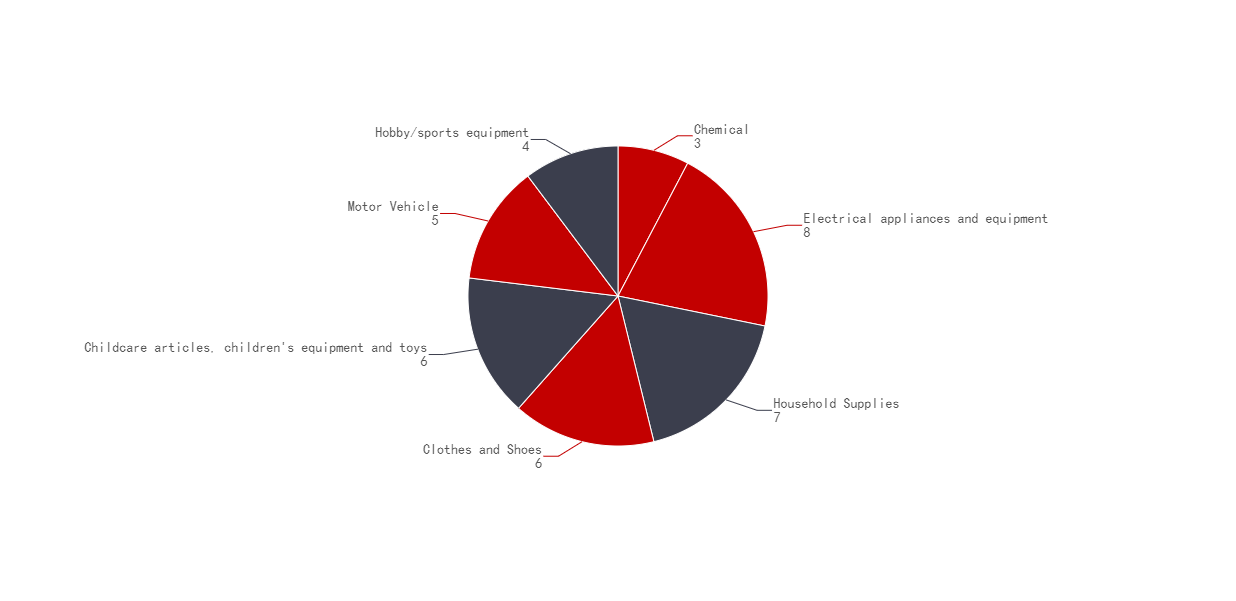 Chemical
3
Electrical appliances and equipment
8
Household Supplies
7
Clothes and Shoes
6
Childcare articles, children's equipment and toys
6
Motor Vehicle
5
Hobby/sports equipment
4